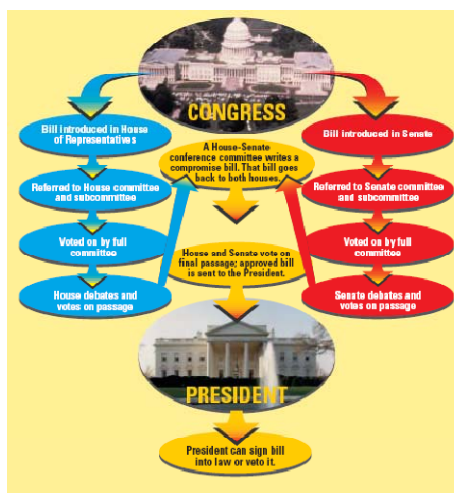 CONGRESS
Bill introduced in House
of Representatives
Referred to House committee
and subcommittee
Voted on by full
committee
House debates and
votes on passage
Bill introduced in Senate
Referred to Senate committee
and subcommittee
Voted on by full
committee
Senate debates and
votes on passage
A House-Senate
conference committee writes a
compromise bill. That bill goes
back to both houses.
House and Senate vote on
final passage; approved bill
is sent to the President.
PRESIDENT
President can sign bill
into law or veto it.